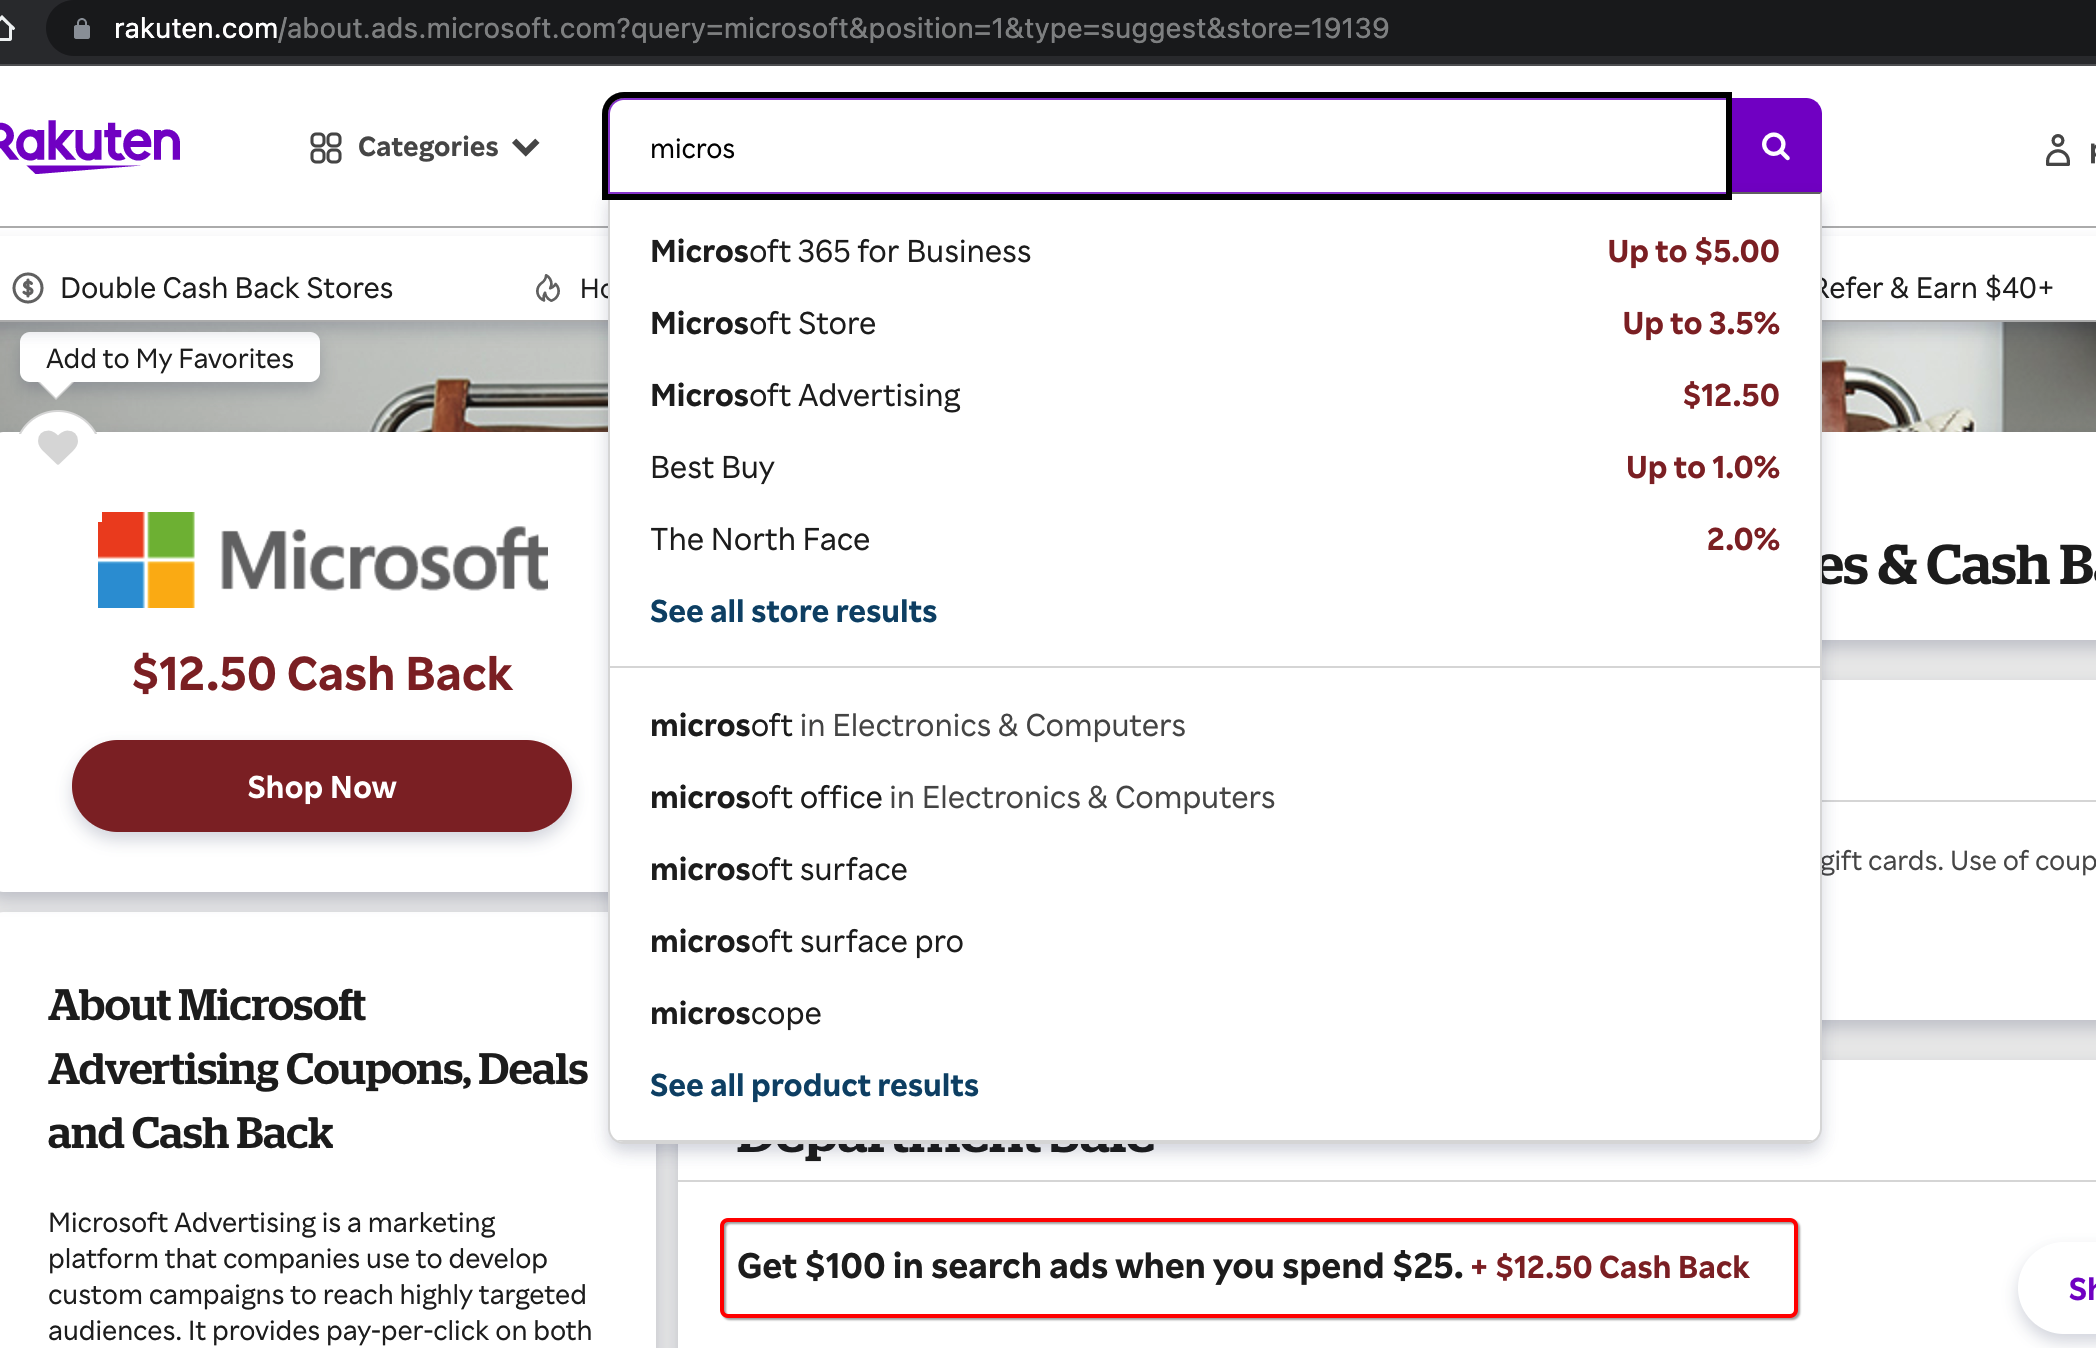 rakuten.com/about.ads.microsoft.com?query=microsoft&position=1&type=suggest&store=19139
Rakuten
Categories
micros
Double Cash Back Stores
Refer & Earn $40+
Microsoft 365 for Business Up to $5.00
Microsoft Store Up to 3.5%
Microsoft Advertising $12.50
Best Buy Up to 1.0%
The North Face 2.0%
See all store results
microsoft in Electronics & Computers
microsoft office in Electronics & Computers
microsoft surface
microsoft surface pro
microscope
See all product results
Add to My Favorites
Microsoft
$12.50 Cash Back
Shop Now
& Cash
gift cards. Use of
About Microsoft
Advertising Coupons, Deals
and Cash Back
Microsoft Advertising is a marketing
platform that companies use to develop
custom campaigns to reach highly targeted
audiences. It provides pay-per-click on both
Department Sale
Get $100 in search ads when you spend $25. + $12.50 Cash Back